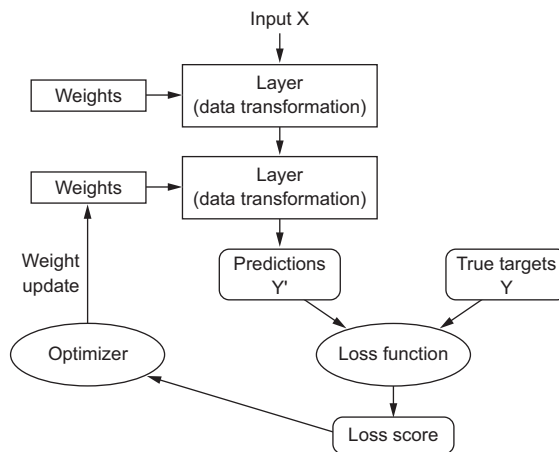 Input X
Layer
(data transformation)
Weights
Layer
(data transformation)
Weights
Weight
update
Predictions
Y'
True targets
Y
Optimizer
Loss function
Loss score